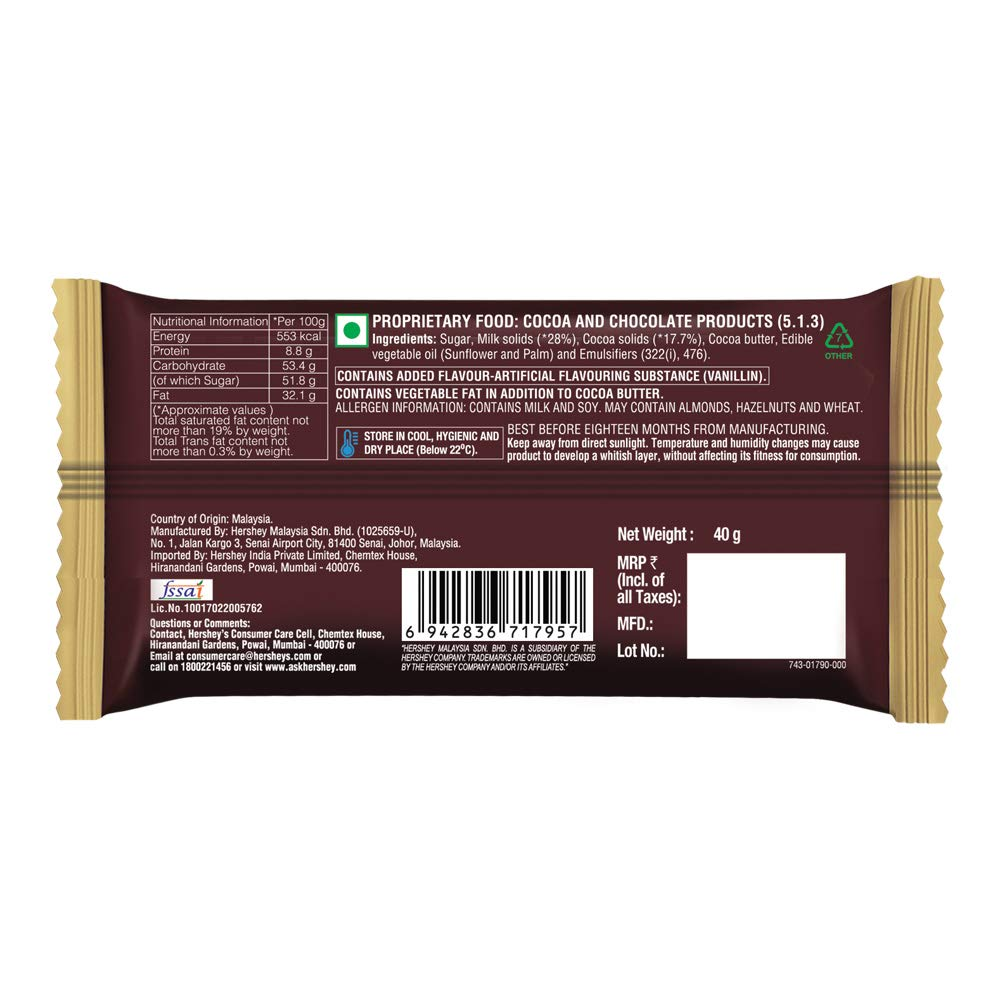 Nutritional Information *Per 100g
Energy 553 kcal
Protein 8.8 g
Carbohydrate 53.4 g
(of which Sugar) 51.8 g
Fat 32.1 g
(*Approximate values )
Total saturated fat content not
more than 19% by weight.
Total Trans fat content not
more than 0.3% by weight.
PROPRIETARY FOOD: COCOA AND CHOCOLATE PRODUCTS (5.1.3)
Ingredients: Sugar, Milk solids (*28%), Cocoa solids (*17.7%), Cocoa butter, Edible
vegetable oil (Sunflower and Palm) and Emulsifiers (322(i), 476).
7
OTHER
CONTAINS ADDED FLAVOUR-ARTIFICIAL FLAVOURING SUBSTANCE (VANILLIN).
CONTAINS VEGETABLE FAT IN ADDITION TO COCOA BUTTER.
ALLERGEN INFORMATION: CONTAINS MILK AND SOY. MAY CONTAIN ALMONDS, HAZELNUTS AND WHEAT.
STORE IN COOL, HYGIENIC AND
DRY PLACE (Below 22⁰C).
BEST BEFORE EIGHTEEN MONTHS FROM MANUFACTURING.
Keep away from direct sunlight. Temperature and humidity changes may cause
product to develop a whitish layer, without affecting its fitness for consumption.
Country of Origin: Malaysia.
Manufactured By: Hershey Malaysia Sdn. Bhd. (1025659-U),
No. 1, Jalan Kargo 3, Senai Airport City, 81400 Senai, Johor, Malaysia.
Imported By: Hershey India Private Limited, Chemtex House,
Hiranandani Gardens, Powai, Mumbai - 400076.
fssai
Lic.No.10017022005762
Questions or Comments:
Contact, Hershey's Consumer Care Cell, Chemtex House,
Hiranandani Gardens, Powai, Mumbai - 400076 or
Email at consumercare@hersheys.com or
call on 1800221456 or visit www.askhershey.com
6 942836 717957
"HERSHEY MALAYSIA SDN. BHD. IS A SUBSIDIARY OF THE
HERSHEY COMPANY. TRADEMARKS ARE OWNED OR LICENSED
BY THE HERSHEY COMPANY AND/OR ITS AFFILIATES."
Net Weight : 40 g
MRP ₹
(Incl. of
all Taxes):
MFD.:
Lot No.:
743-01790-000